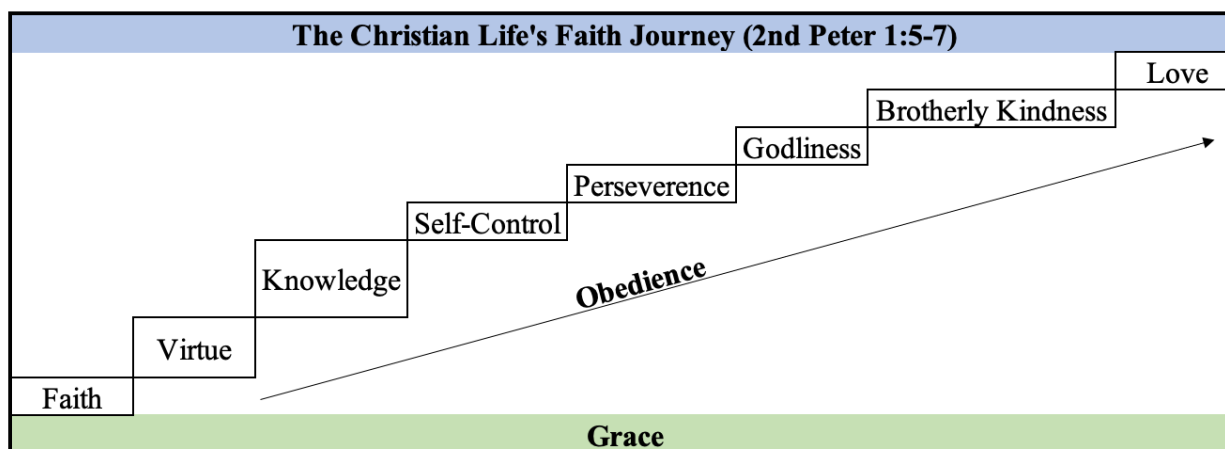 The Christian Life's Faith Journey (2nd Peter 1:5-7)
Love
Brotherly Kindness
Godliness
Perseverence
Self-Control
Knowledge
Obedience
Virtue
Faith
Grace